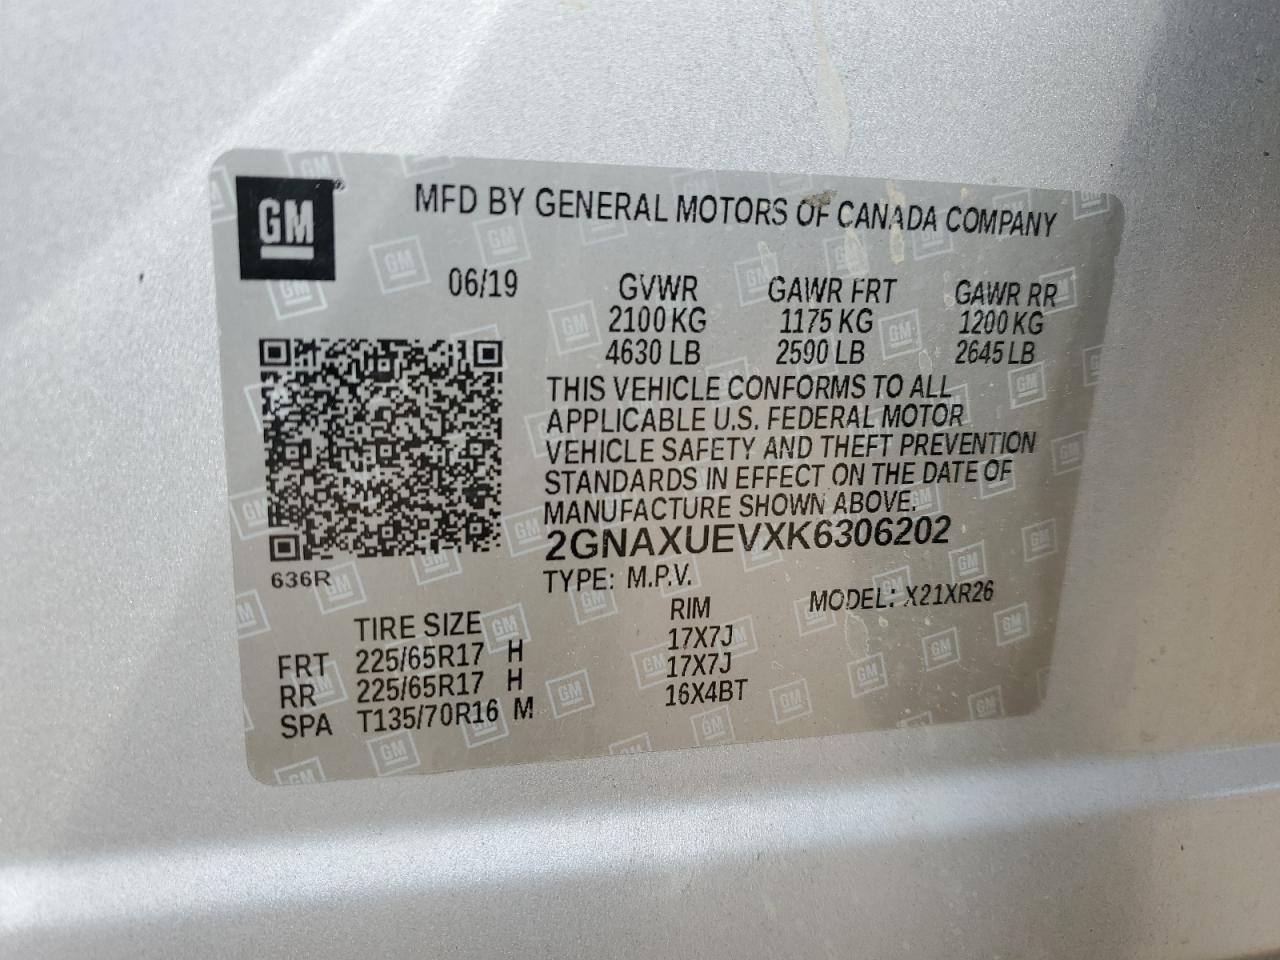 GM
MFD BY GENERAL MOTORS OF CANADA COMPANY
06/19 GVWR GAWR FRT GAWR RR
2100 KG 1175 KG 1200 KG
4630 LB 2590 LB 2645 LB
THIS VEHICLE CONFORMS TO ALL
APPLICABLE U.S. FEDERAL MOTOR
VEHICLE SAFETY AND THEFT PREVENTION
STANDARDS IN EFFECT ON THE DATE OF
MANUFACTURE SHOWN ABOVE.
2GNAXUEVXK6306202
636R
TYPE: M.P.V. MODEL: X21XR26
TIRE SIZE RIM
FRT 225/65R17 H 17X7J
RR 225/65R17 H 17X7J
SPA T135/70R16 M 16X4BT